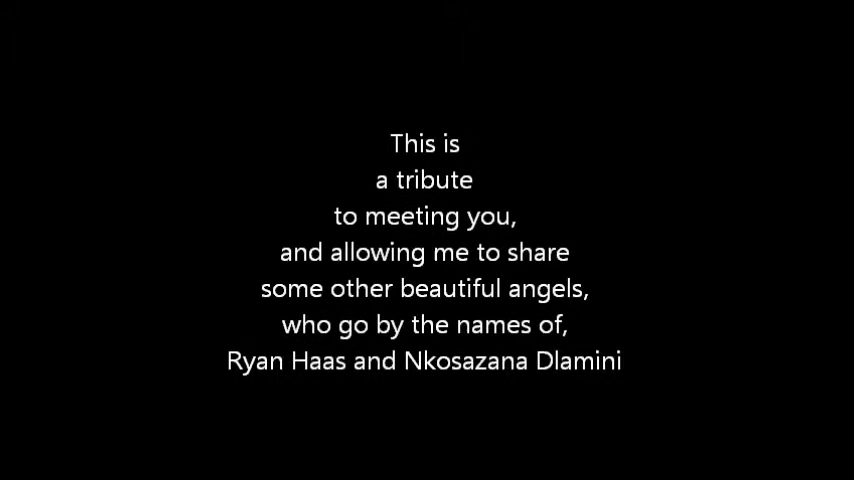 This is
a tribute
to meeting you,
and allowing me to share
some other beautiful angels,
who go by the names of,
Ryan Haas and Nkosazana Dlamini